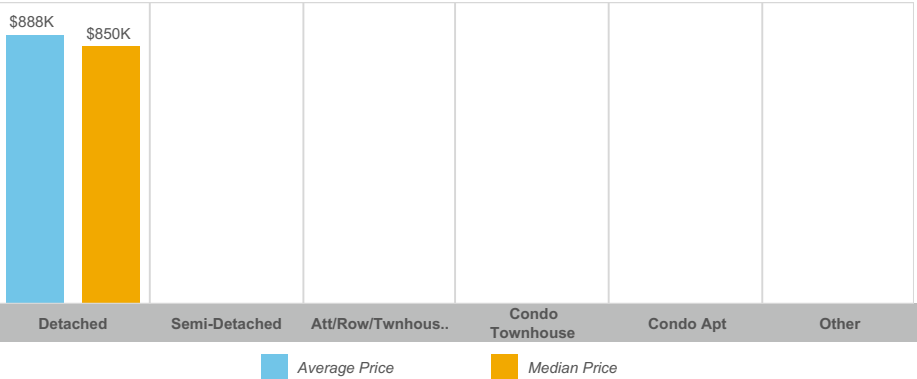 $888K
$850K
Detached
Semi-Detached
Att/Row/Twnhous..
Condo
Townhouse
Condo Apt
Other
Average Price
Median Price